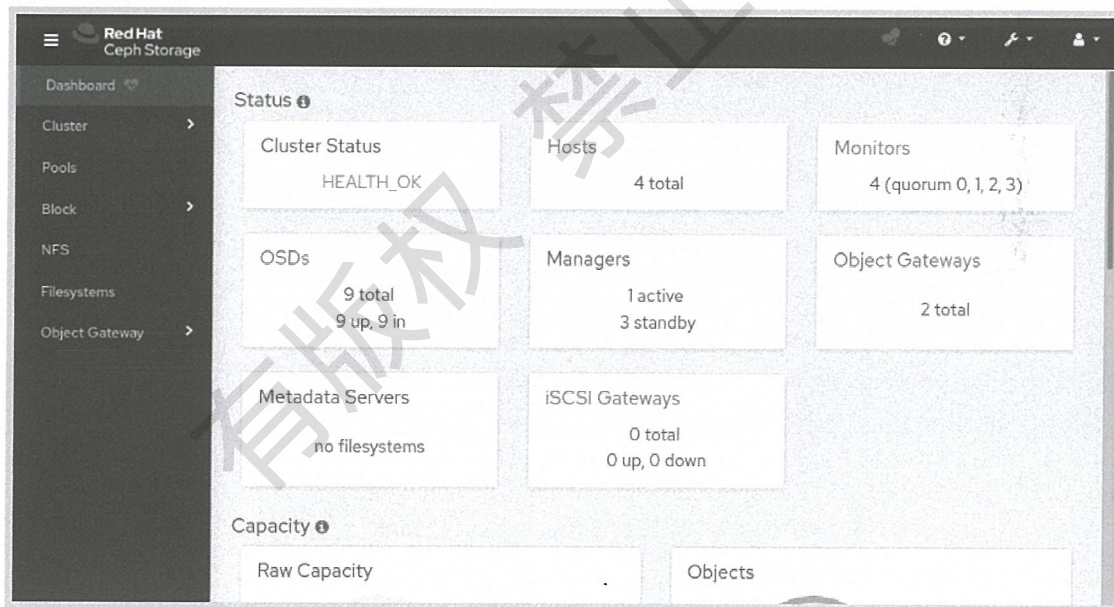 Red Hat
Ceph Storage
Dashboard
Cluster
Pools
Block
NFS
Filesystems
Object Gateway
Status
Cluster Status
HEALTH_OK
Hosts
4 total
Monitors
4 (quorum 0, 1, 2, 3)
OSDs
9 total
9 up, 9 in
Managers
1 active
3 standby
Object Gateways
2 total
Metadata Servers
no filesystems
iSCSI Gateways
0 total
0 up, 0 down
Capacity
Raw Capacity
Objects
有版权 禁止